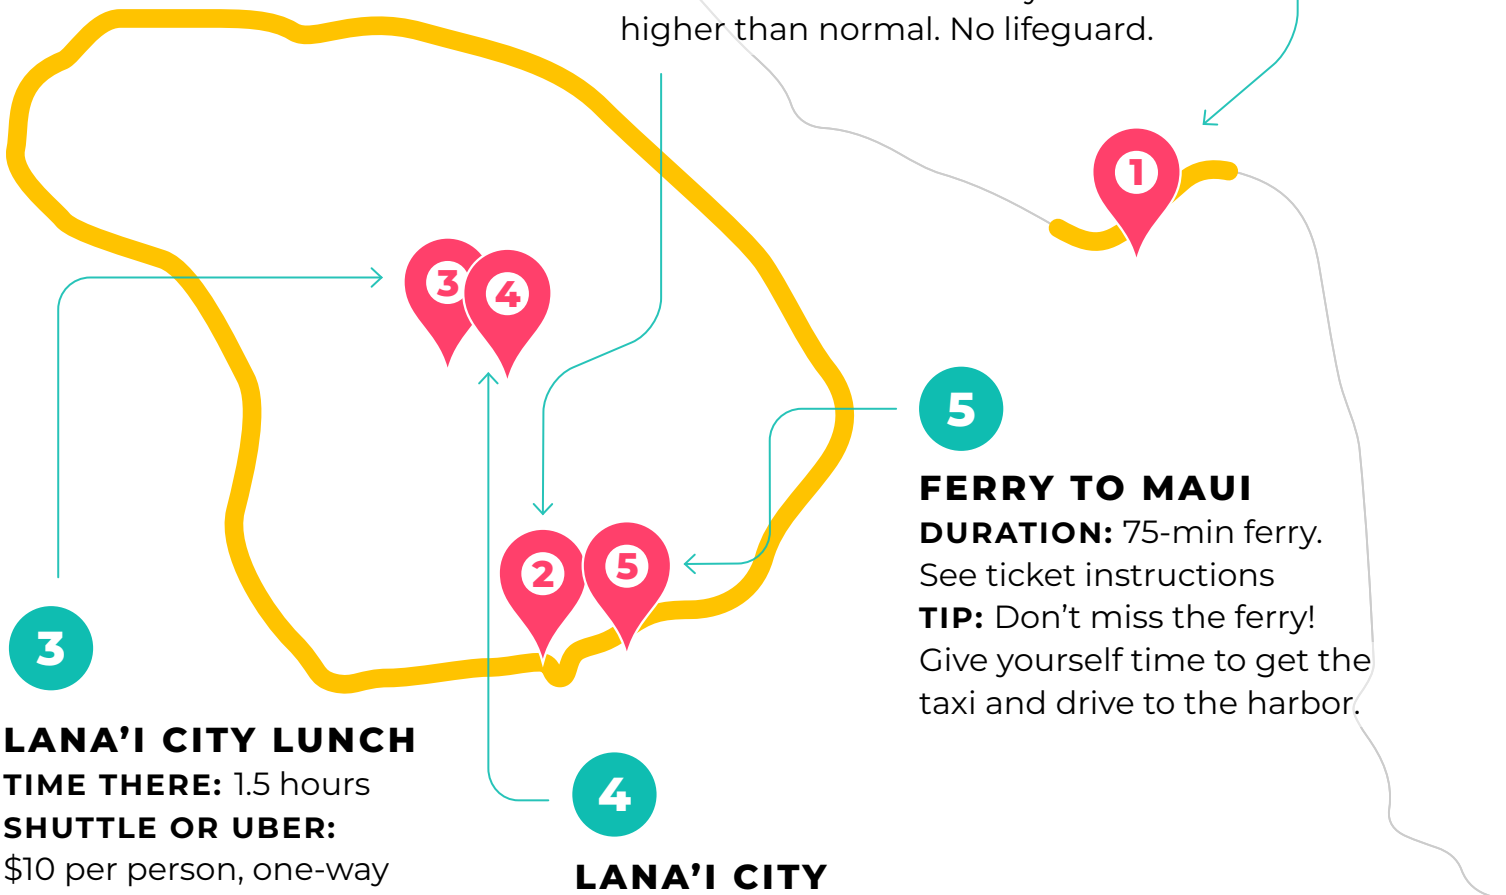 higher than normal. No lifeguard.
1
3
4
2
5
5
FERRY TO MAUI
DURATION: 75-min ferry.
See ticket instructions
TIP: Don’t miss the ferry!
Give yourself time to get the
taxi and drive to the harbor.
3
LANA’I CITY LUNCH
TIME THERE: 1.5 hours
SHUTTLE OR UBER:
$10 per person, one-way
4
LANA’I CITY